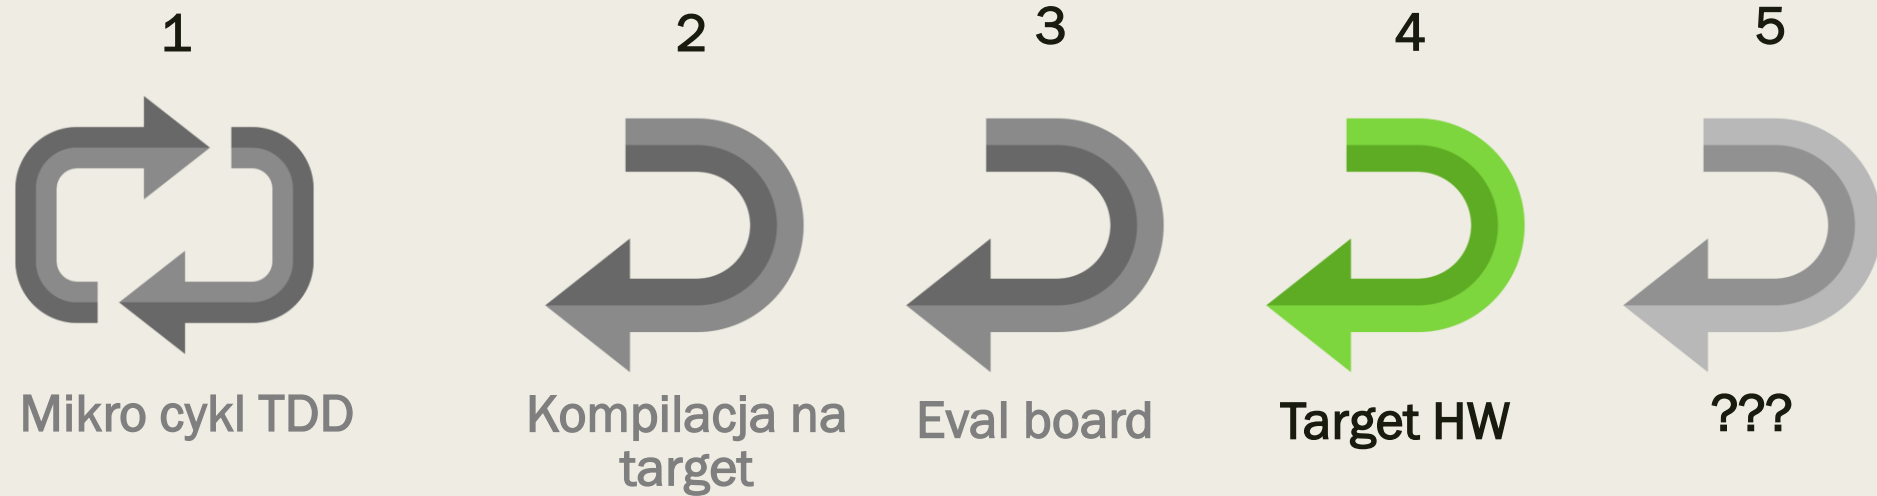 1
2
3
4
5
Mikro cykl TDD
Kompilacja na
target
Eval board
Target HW
???